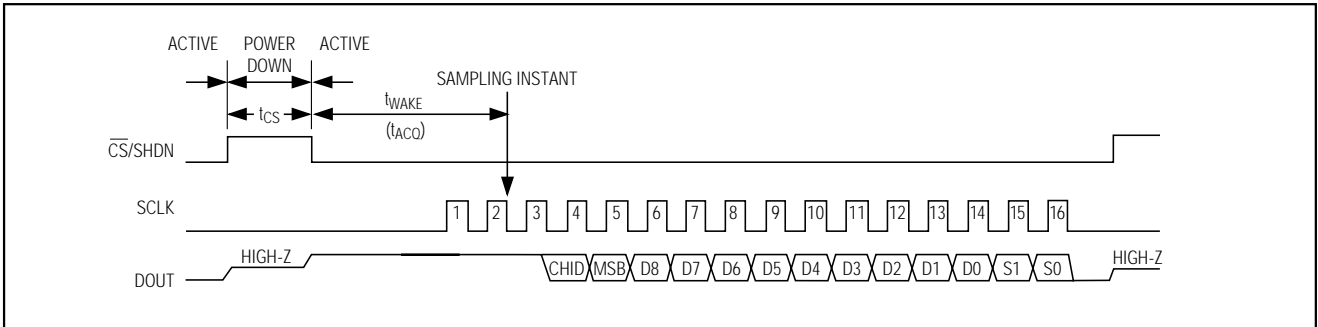 ACTIVE POWER DOWN ACTIVE
SAMPLING INSTANT
tCS
tWAKE
(tACQ)
CS/SHDN
SCLK
1 2 3 4 5 6 7 8 9 10 11 12 13 14 15 16
HIGH-Z
HIGH-Z
DOUT
CHID MSB D8 D7 D6 D5 D4 D3 D2 D1 D0 S1 S0